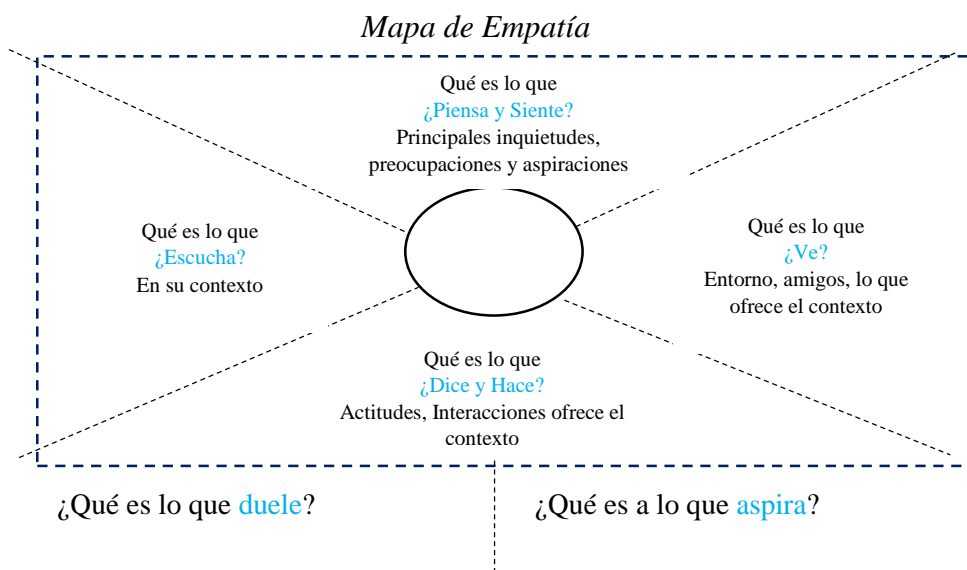 Mapa de Empatía
Qué es lo que
¿Piensa y Siente?
Principales inquietudes,
preocupaciones y aspiraciones
Qué es lo que
¿Escucha?
En su contexto
Qué es lo que
¿Ve?
Entorno, amigos, lo que
ofrece el contexto
Qué es lo que
¿Dice y Hace?
Actitudes, Interacciones ofrece el
contexto
¿Qué es lo que duele?
¿Qué es a lo que aspira?